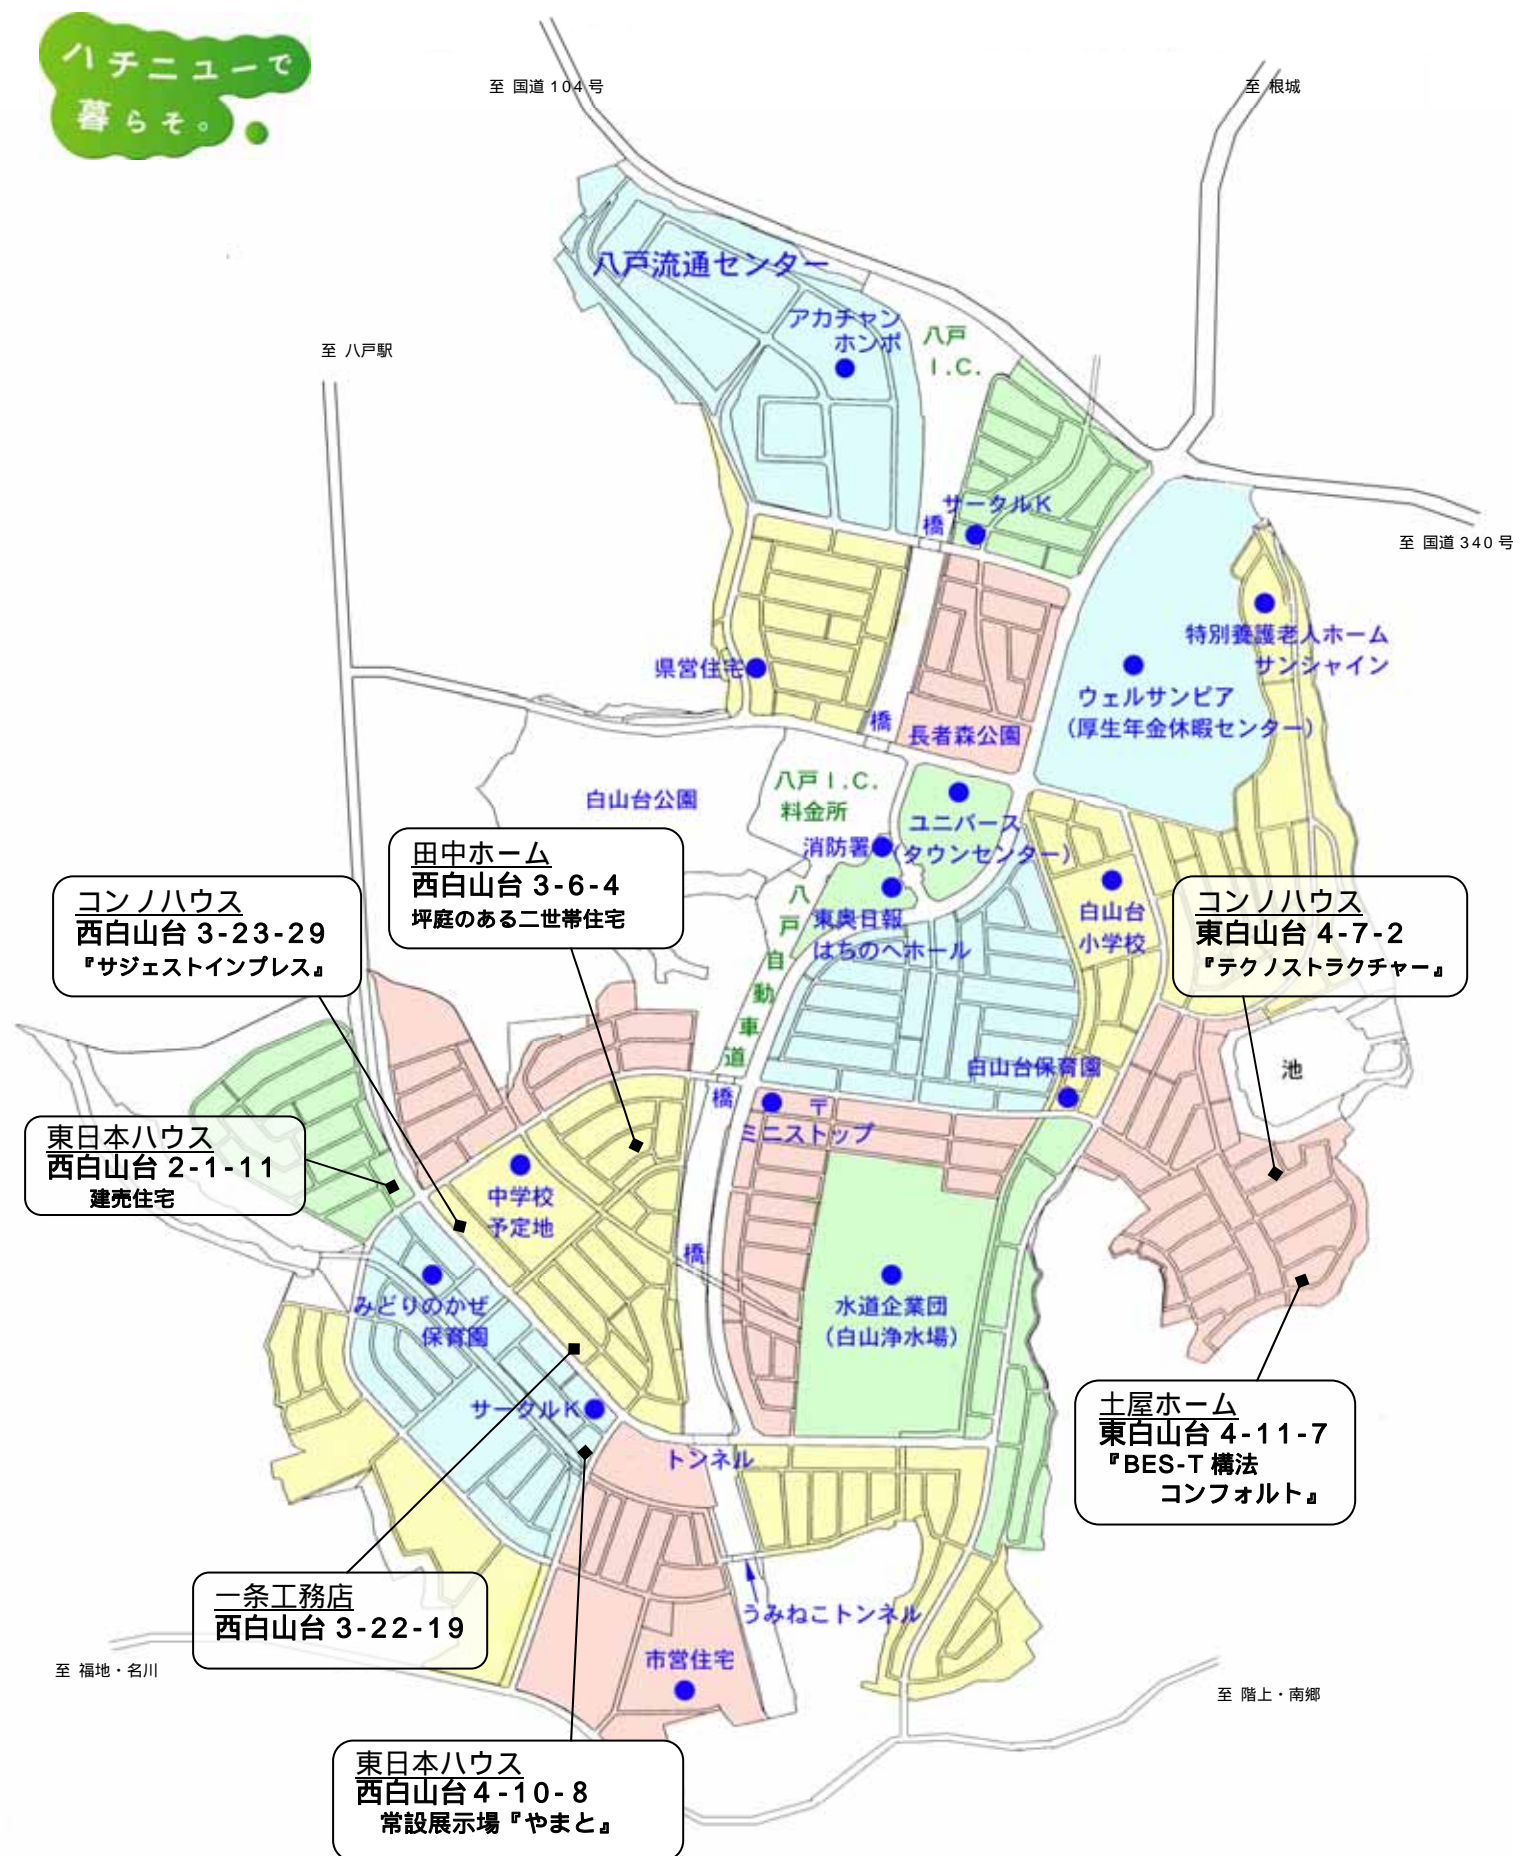 ハチニューで
暮らそ。
至 国道104号
至 根城
八戸流通センター
アカチャン
ホンポ
八戸
I.C.
至 八戸駅
サークルK
橋
至 国道340号
特別養護老人ホーム
サンシャイン
県営住宅
ウェルサンピア
(厚生年金休暇センター)
橋
長者森公園
八戸I.C.
料金所
白山台公園
ユニバース
(タウンセンター)
消防署
田中ホーム
西白山台 3-6-4
坪庭のある二世帯住宅
コンノハウス
西白山台 3-23-29
『サジェストインプレス』
東奥日報
はちのへホール
白山台
小学校
コンノハウス
東白山台 4-7-2
『テクノストラクチャー』
八戸自動車道
白山台保育園
池
橋
〒
ミニストップ
東日本ハウス
西白山台 2-1-11
建売住宅
中学校
予定地
橋
みどりのかぜ
保育園
水道企業団
(白山浄水場)
サークルK
土屋ホーム
東白山台 4-11-7
『BES-T 構法
コンフォルト』
トンネル
一条工務店
西白山台 3-22-19
うみねこトンネル
市営住宅
至 福地・名川
至 階上・南郷
東日本ハウス
西白山台 4-10-8
常設展示場『やまと』